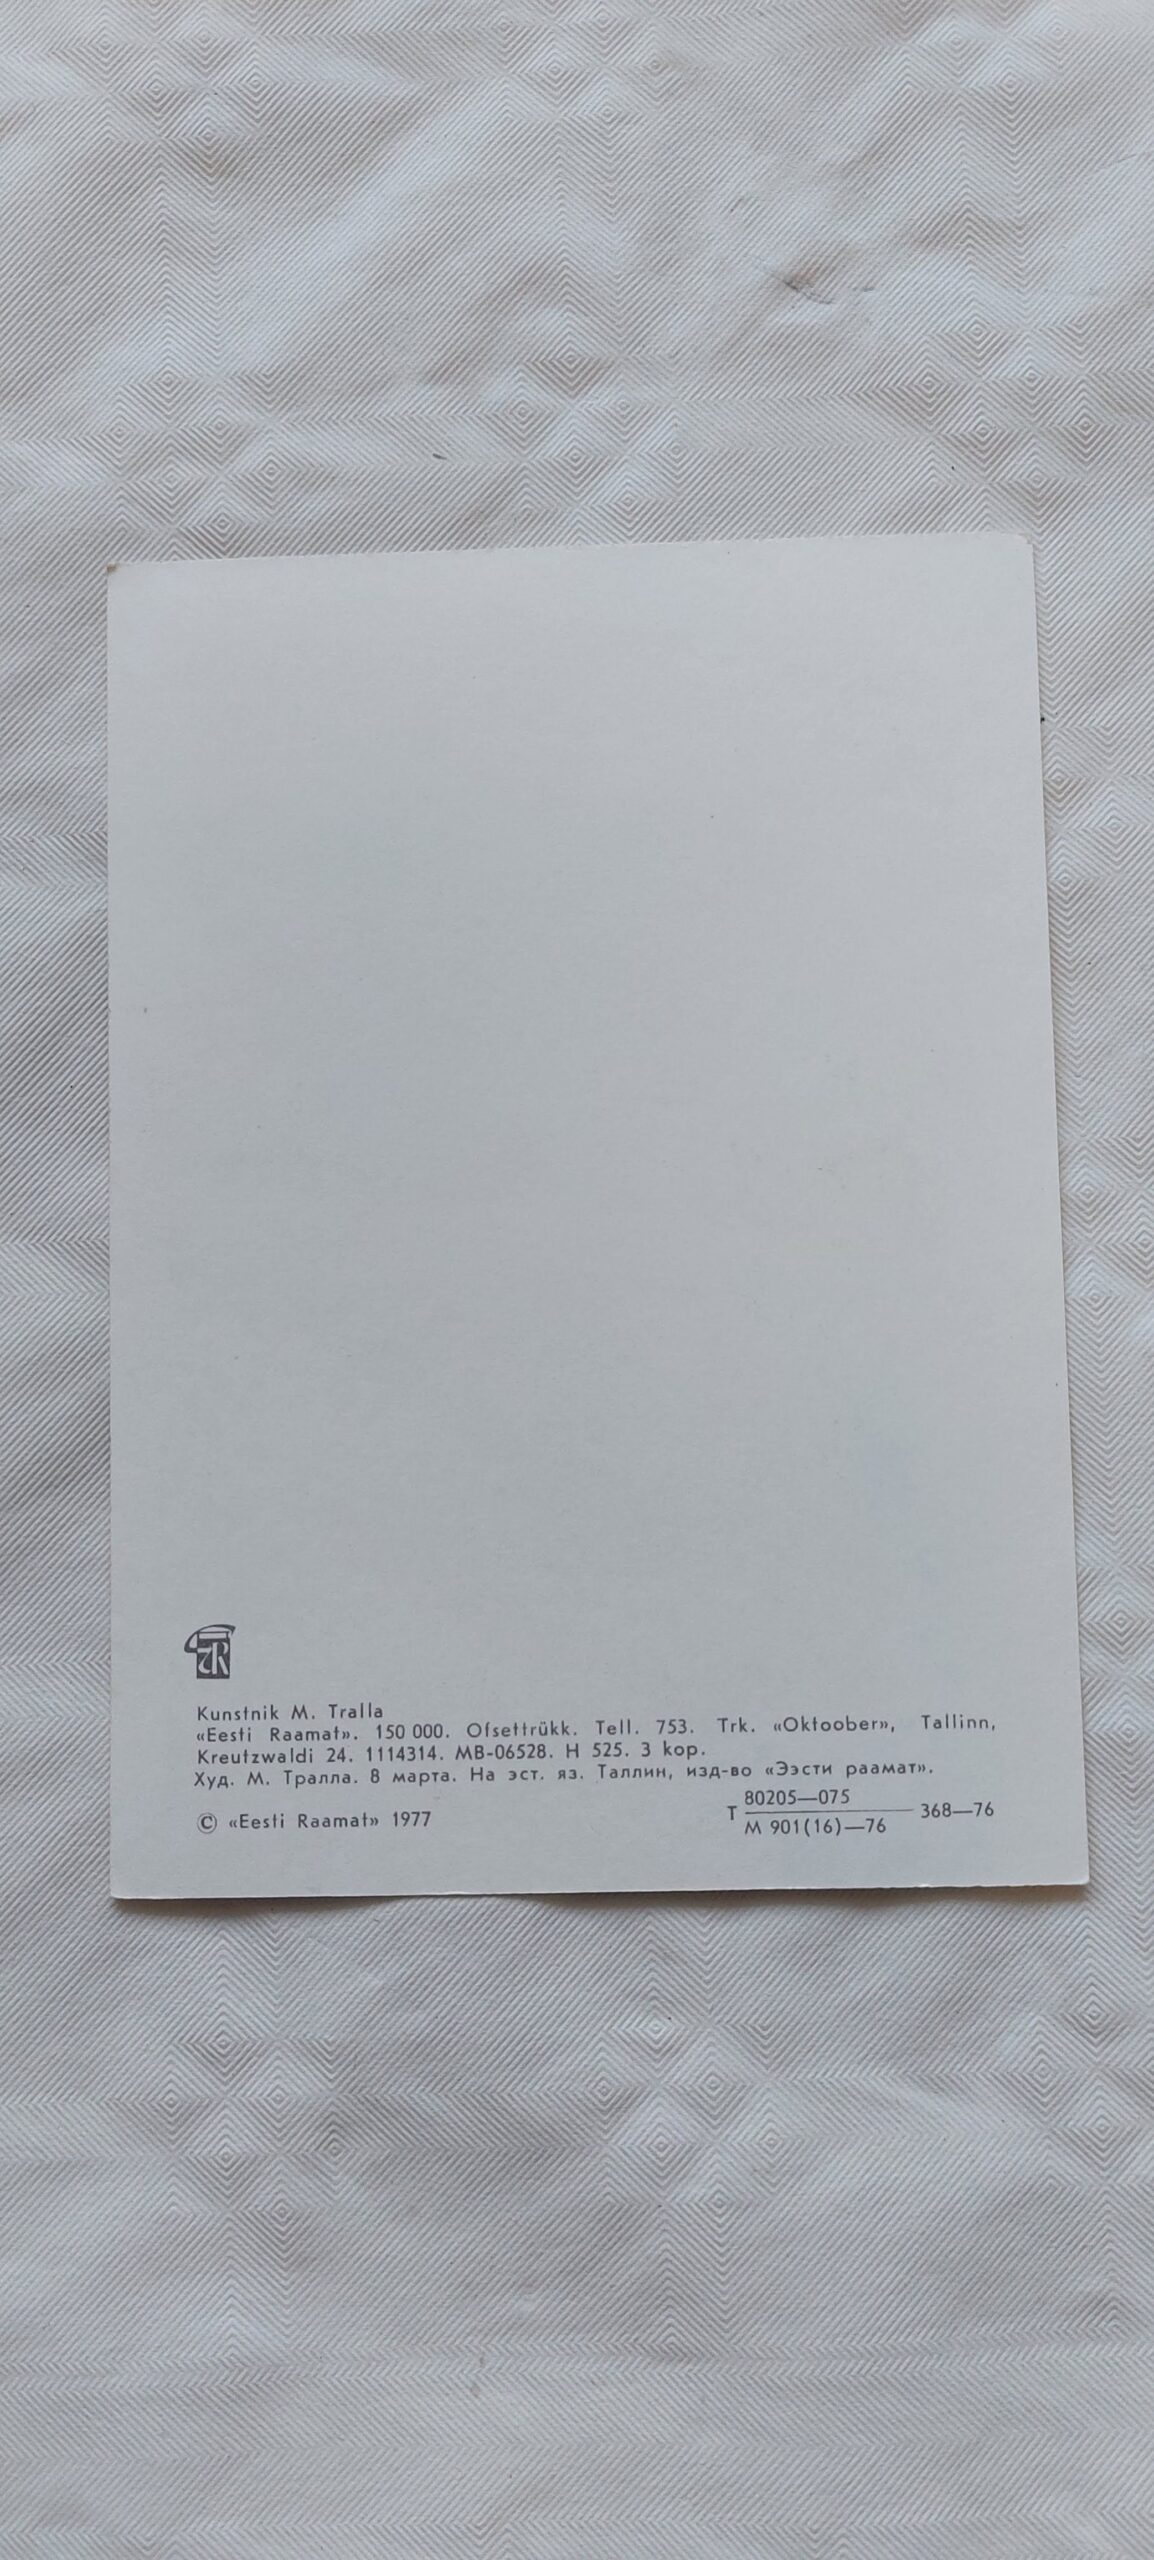 ER
Kunstnik M. Tralla
«Eesti Raamat». 150 000. Ofsettrükk. Tell. 753. Trk. «Oktoober», Tallinn,
Kreutzwaldi 24. 1114314. MB-06528. H 525. 3 kop.
Худ. М. Тралла. 8 марта. На эст. яз. Таллин, изд-во «Ээсти раамат».
© «Eesti Raamat» 1977
Т 80205—075 368—76
М 901(16)—76